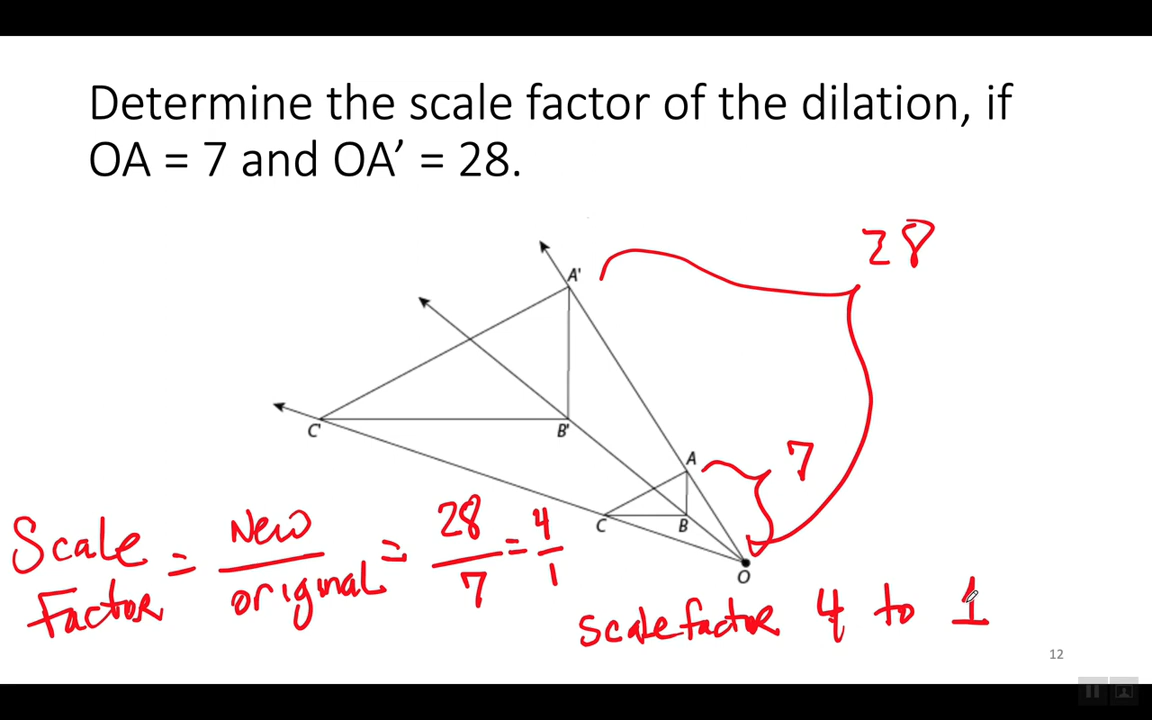 Determine the scale factor of the dilation, if
OA = 7 and OA’ = 28.
28
A'
C'
B'
A
7
C
B
O
Scale Factor = New / original = 28 / 7 = 4 / 1
scale factor 4 to 1
12